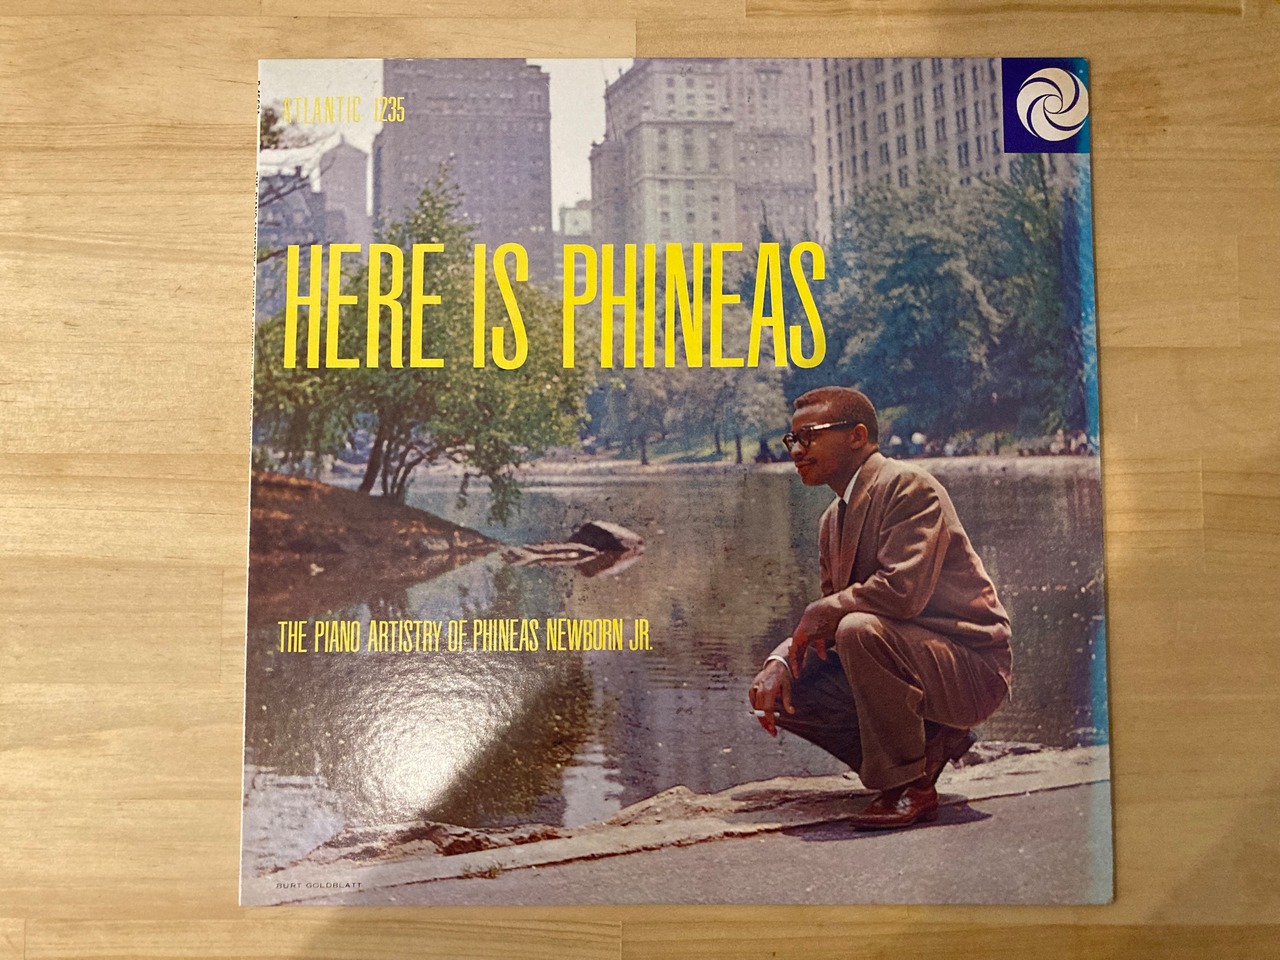 ATLANTIC 1235
HERE IS PHINEAS
THE PIANO ARTISTRY OF PHINEAS NEWBORN JR.
BURT GOLDBLATT